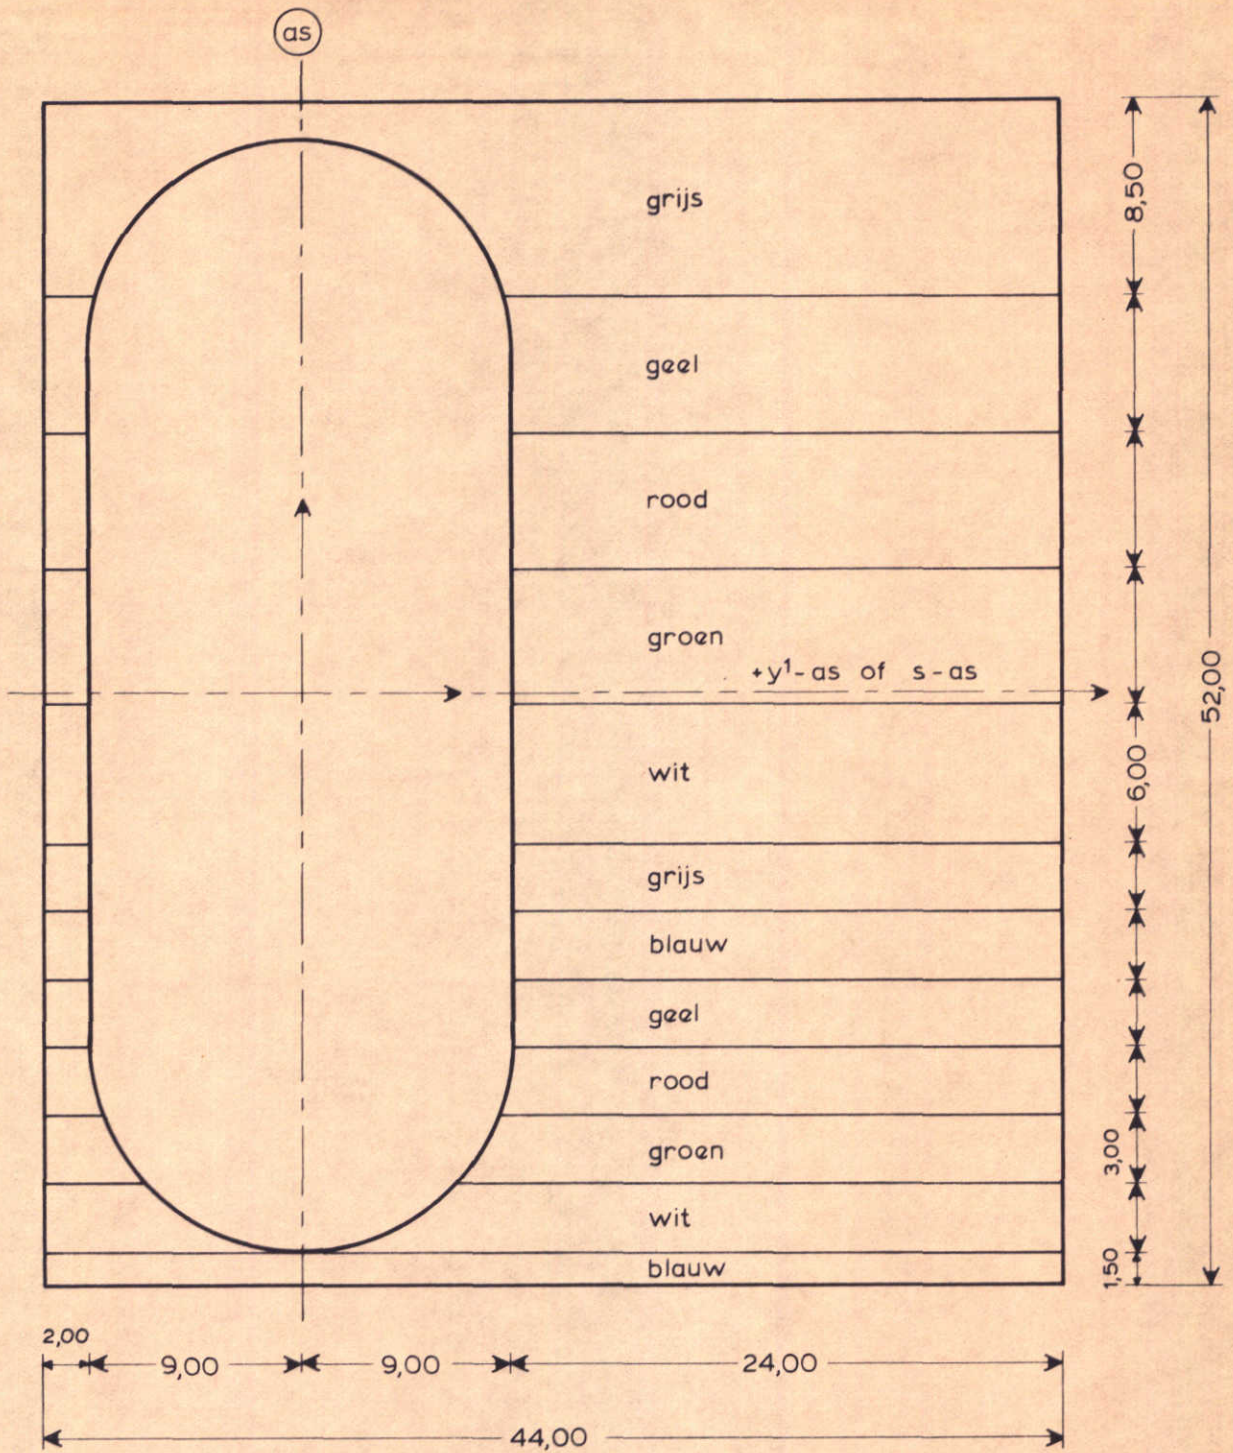 as
grijs
8,50
geel
rood
groen
+y¹-as of s-as
52,00
wit
6,00
grijs
blauw
geel
rood
groen
3,00
wit
blauw
1,50
2,00
9,00
9,00
24,00
44,00